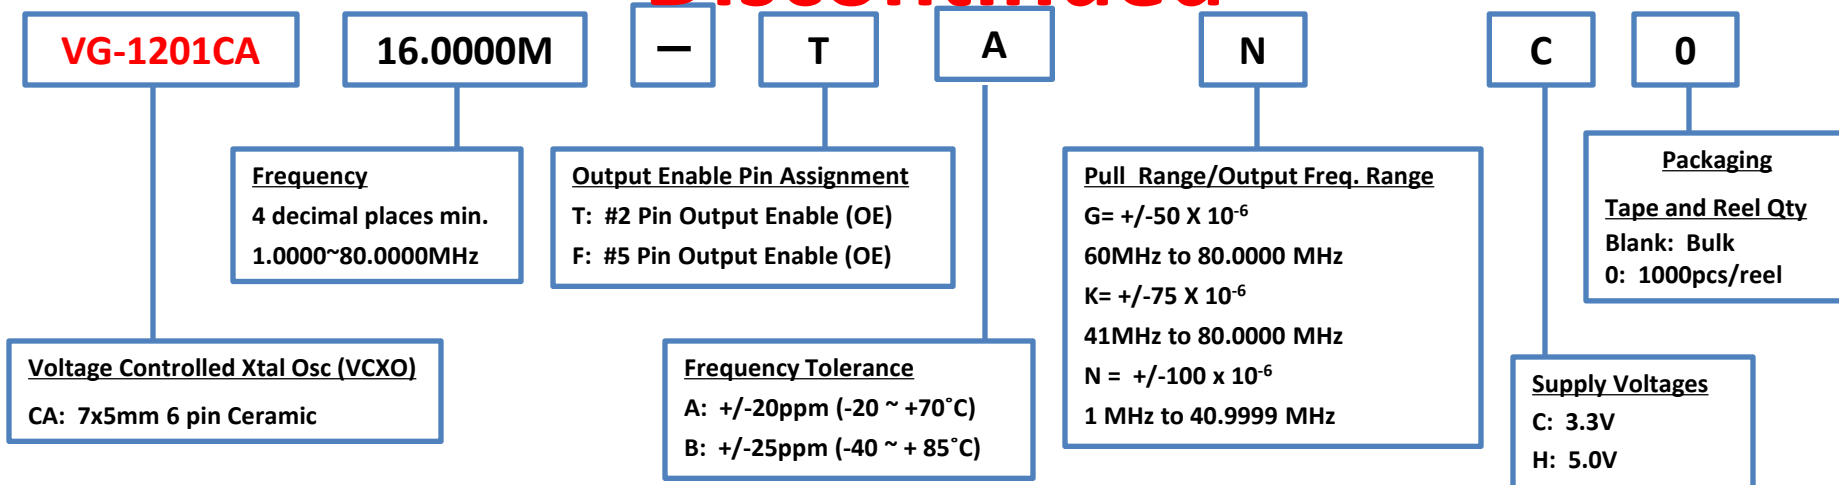 Discontinued
VG-1201CA 16.0000M — T A N C 0
Frequency
4 decimal places min.
1.0000~80.0000MHz
Output Enable Pin Assignment
T: #2 Pin Output Enable (OE)
F: #5 Pin Output Enable (OE)
Pull Range/Output Freq. Range
G= +/-50 X 10⁻⁶
60MHz to 80.0000 MHz
K= +/-75 X 10⁻⁶
41MHz to 80.0000 MHz
N = +/-100 x 10⁻⁶
1 MHz to 40.9999 MHz
Packaging
Tape and Reel Qty
Blank: Bulk
0: 1000pcs/reel
Voltage Controlled Xtal Osc (VCXO)
CA: 7x5mm 6 pin Ceramic
Frequency Tolerance
A: +/-20ppm (-20 ~ +70˚C)
B: +/-25ppm (-40 ~ + 85˚C)
Supply Voltages
C: 3.3V
H: 5.0V